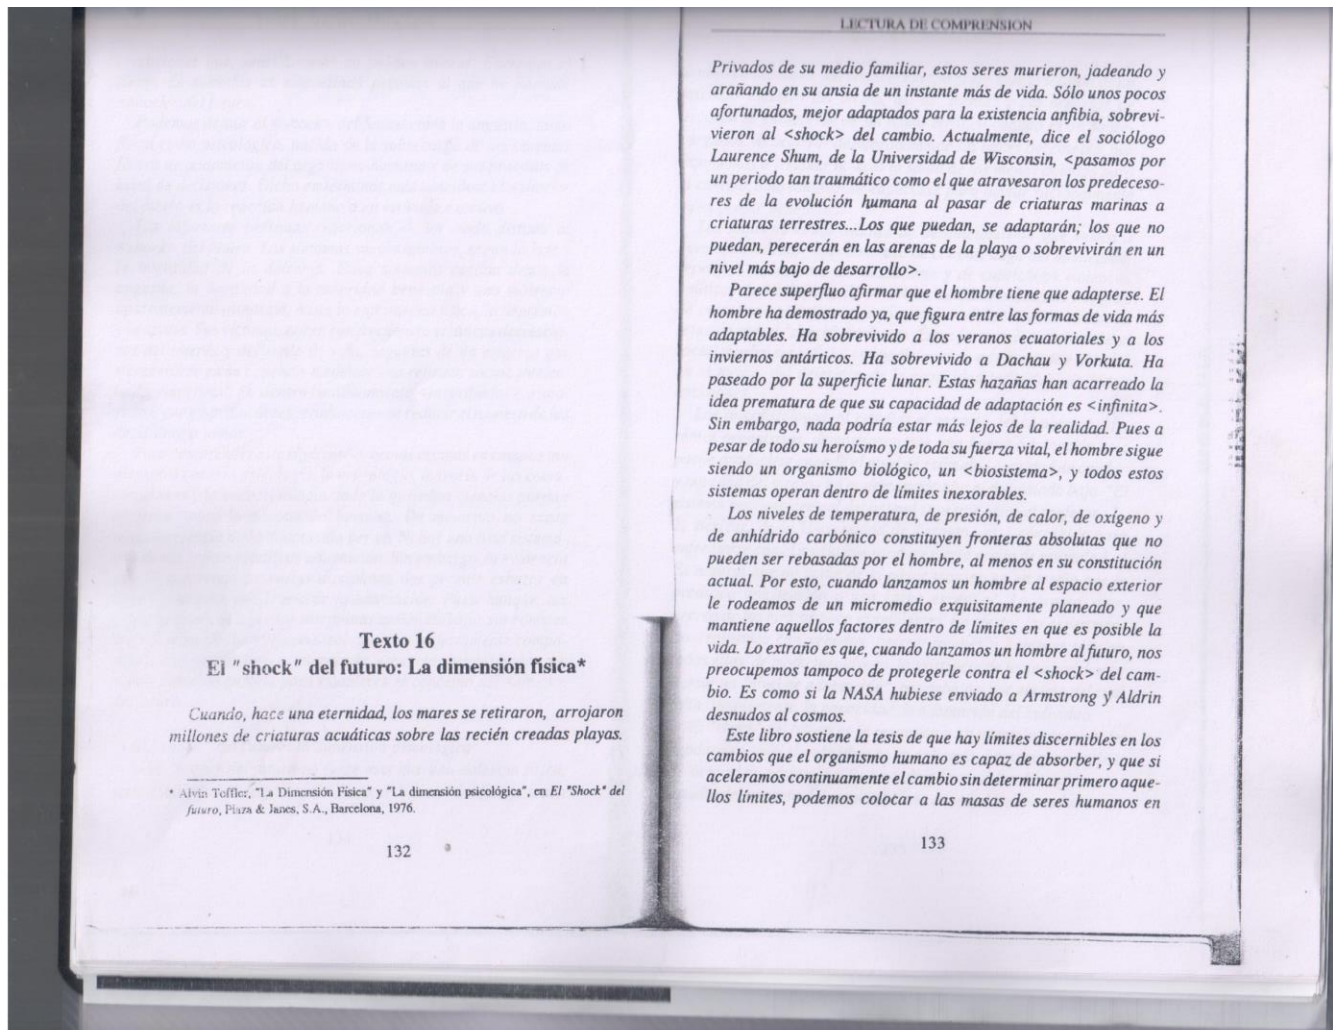 Texto 16
El "shock" del futuro: La dimensión física*
Cuando, hace una eternidad, los mares se retiraron, arrojaron
millones de criaturas acuáticas sobre las recién creadas playas.
* Alvin Toffler, "La Dimensión Física" y "La dimensión psicológica", en El "Shock" del
futuro, Plaza & Janes, S.A., Barcelona, 1976.
132
LECTURA DE COMPRENSION
Privados de su medio familiar, estos seres murieron, jadeando y
arañando en su ansia de un instante más de vida. Sólo unos pocos
afortunados, mejor adaptados para la existencia anfibia, sobrevi-
vieron al <shock> del cambio. Actualmente, dice el sociólogo
Laurence Shum, de la Universidad de Wisconsin, <pasamos por
un periodo tan traumático como el que atravesaron los predeceso-
res de la evolución humana al pasar de criaturas marinas a
criaturas terrestres...Los que puedan, se adaptarán; los que no
puedan, perecerán en las arenas de la playa o sobrevivirán en un
nivel más bajo de desarrollo>.
Parece superfluo afirmar que el hombre tiene que adapterse. El
hombre ha demostrado ya, que figura entre las formas de vida más
adaptables. Ha sobrevivido a los veranos ecuatoriales y a los
inviernos antárticos. Ha sobrevivido a Dachau y Vorkuta. Ha
paseado por la superficie lunar. Estas hazañas han acarreado la
idea prematura de que su capacidad de adaptación es <infinita>.
Sin embargo, nada podría estar más lejos de la realidad. Pues a
pesar de todo su heroísmo y de toda su fuerza vital, el hombre sigue
siendo un organismo biológico, un <biosistema>, y todos estos
sistemas operan dentro de límites inexorables.
Los niveles de temperatura, de presión, de calor, de oxígeno y
de anhídrido carbónico constituyen fronteras absolutas que no
pueden ser rebasadas por el hombre, al menos en su constitución
actual. Por esto, cuando lanzamos un hombre al espacio exterior
le rodeamos de un micromedio exquisitamente planeado y que
mantiene aquellos factores dentro de límites en que es posible la
vida. Lo extraño es que, cuando lanzamos un hombre al futuro, nos
preocupemos tampoco de protegerle contra el <shock> del cam-
bio. Es como si la NASA hubiese enviado a Armstrong y Aldrin
desnudos al cosmos.
Este libro sostiene la tesis de que hay límites discernibles en los
cambios que el organismo humano es capaz de absorber, y que si
aceleramos continuamente el cambio sin determinar primero aque-
llos límites, podemos colocar a las masas de seres humanos en
133